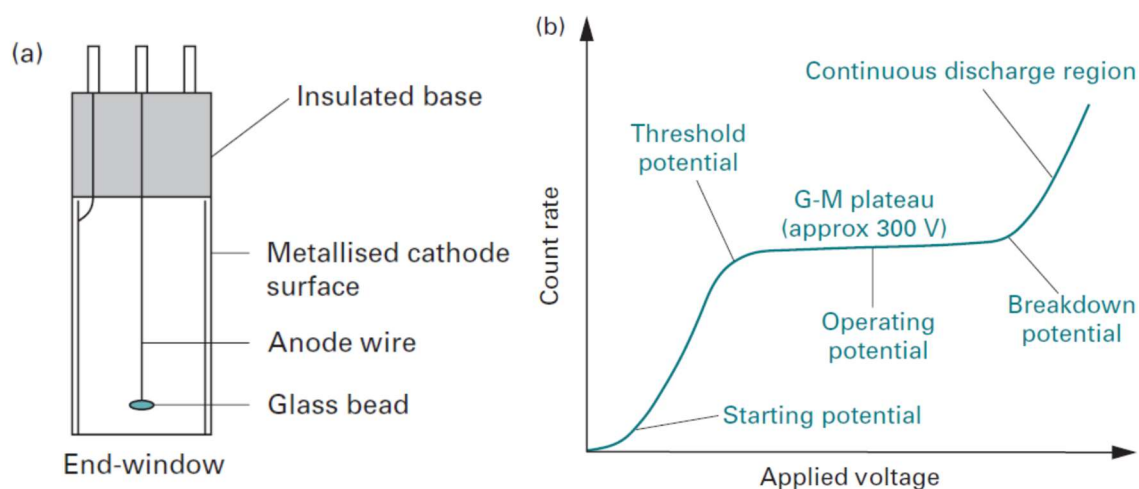 (a)
Insulated base
Metallised cathode
surface
Anode wire
Glass bead
End-window
(b)
Continuous discharge region
Threshold
potential
G-M plateau
(approx 300 V)
Count rate
Operating
potential
Breakdown
potential
Starting potential
Applied voltage